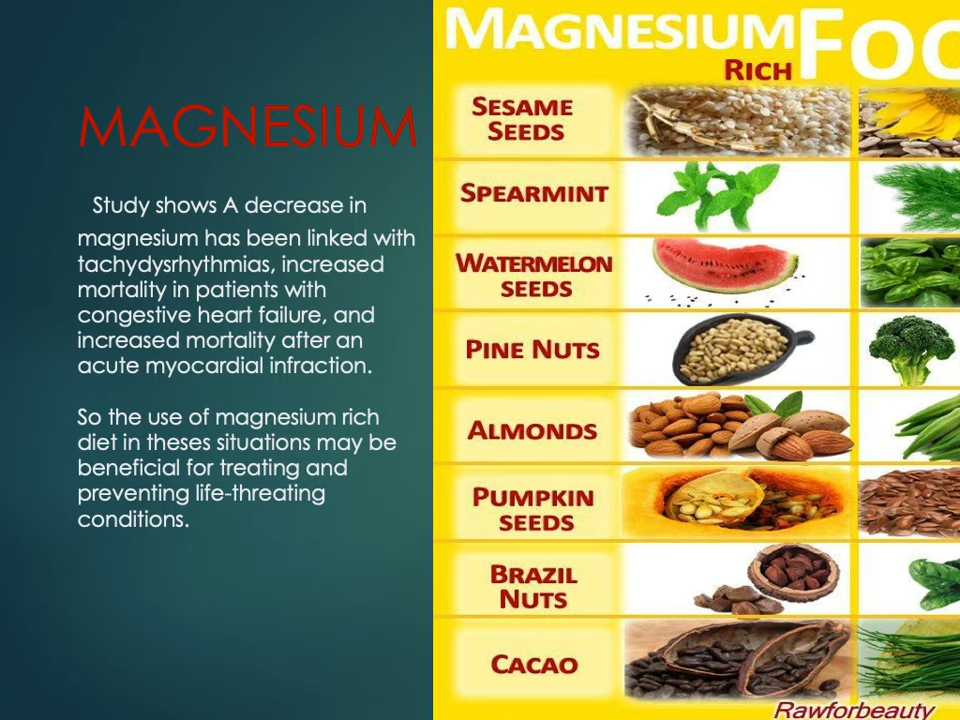 MAGNESIUM
Study shows A decrease in
magnesium has been linked with
tachydysrhythmias, increased
mortality in patients with
congestive heart failure, and
increased mortality after an
acute myocardial infraction.
So the use of magnesium rich
diet in theses situations may be
beneficial for treating and
preventing life-threating
conditions.
MAGNESIUM
RICH
FOO
SESAME
SEEDS
SPEARMINT
WATERMELON
SEEDS
PINE NUTS
ALMONDS
PUMPKIN
SEEDS
BRAZIL
NUTS
CACAO
Rawforbeauty